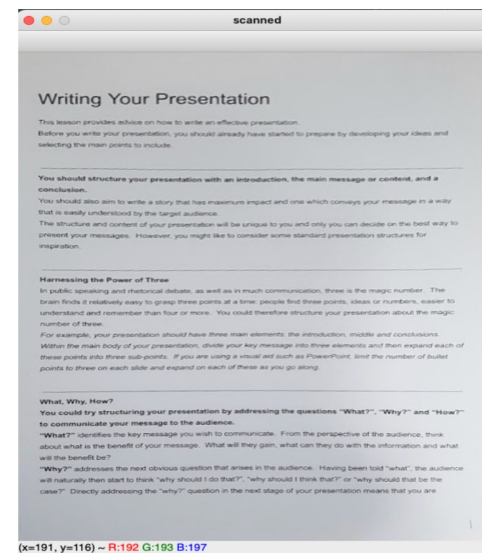 scanned
Writing Your Presentation
This lesson provides advice on how to write an effective presentation.
Before you write your presentation, you should already have started to prepare by developing your ideas and
selecting the main points to include.
You should structure your presentation with an introduction, the main message or content, and a
conclusion.
You should also aim to write a story that has maximum impact and one which conveys your message in a way
that is easily understood by the target audience.
The structure and content of your presentation will be unique to you and only you can decide on the best way to
present your messages.  However, you might like to consider some standard presentation structures for
inspiration.
Harnessing the Power of Three
In public speaking and rhetorical debate, as well as in much communication, three is the magic number.  The
brain finds it relatively easy to grasp three points at a time: people find three points, ideas or numbers, easier to
understand and remember than four or more.  You could therefore structure your presentation about the magic
number of three.
For example, your presentation should have three main elements: the introduction, middle and conclusions.
Within the main body of your presentation, divide your key message into three elements and then expand each of
these points into three sub-points.  If you are using a visual aid such as PowerPoint, limit the number of bullet
points to three on each slide and expand on each of these as you go along.
What, Why, How?
You could try structuring your presentation by addressing the questions "What?", "Why?" and "How?"
to communicate your message to the audience.
"What?" identifies the key message you wish to communicate.  From the perspective of the audience, think
about what is the benefit of your message.  What will they gain, what can they do with the information and what
will the benefit be?
"Why?" addresses the next obvious question that arises in the audience.  Having been told "what", the audience
will naturally then start to think "why should I do that?", "why should I think that?" or "why should that be the
case?"  Directly addressing the "why?" question in the next stage of your presentation means that you are
(x=191, y=116) ~ R:192 G:193 B:197